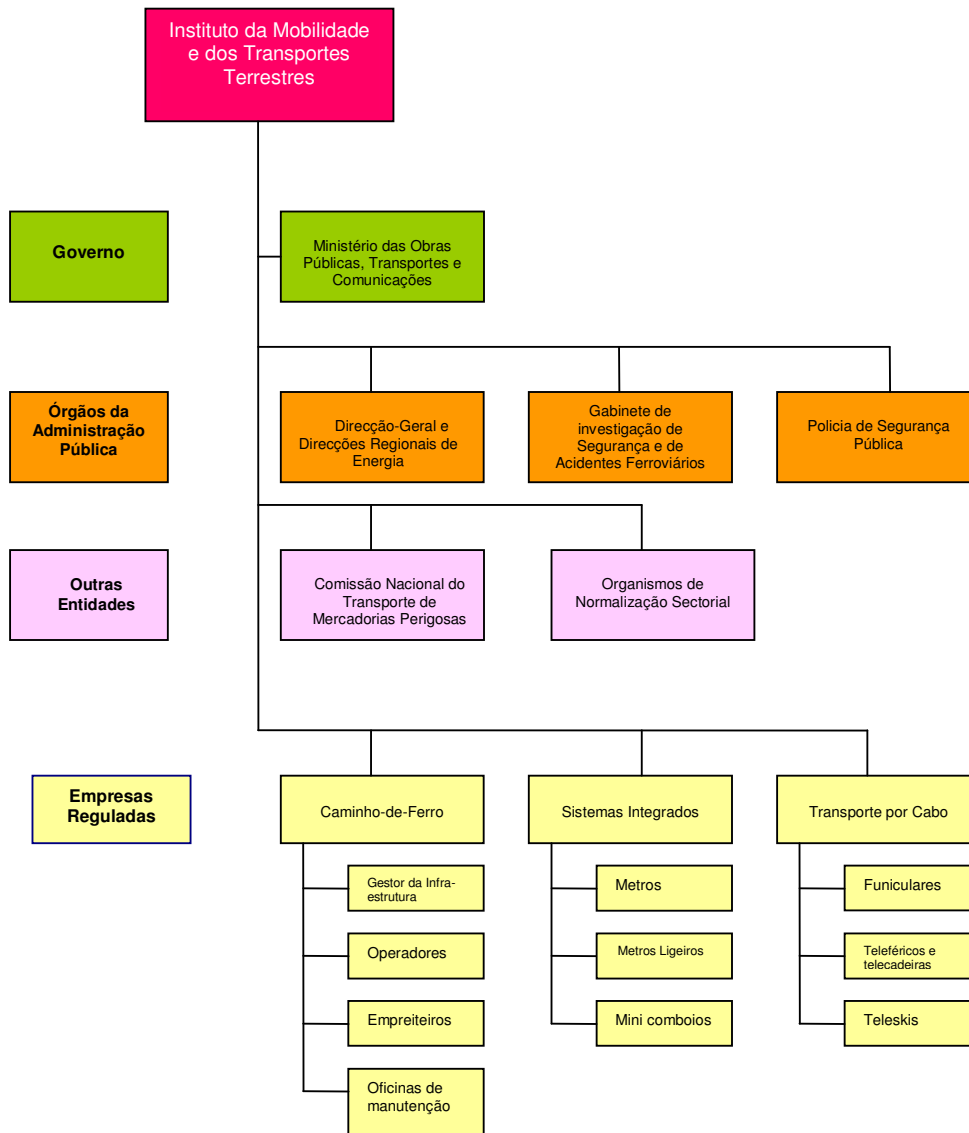 Instituto da Mobilidade
e dos Transportes
Terrestres
Governo
Ministério das Obras
Públicas, Transportes e
Comunicações
Órgãos da
Administração
Pública
Direcção-Geral e
Direcções Regionais de
Energia
Gabinete de
investigação de
Segurança e de
Acidentes Ferroviários
Policia de Segurança
Pública
Outras
Entidades
Comissão Nacional do
Transporte de
Mercadorias Perigosas
Organismos de
Normalização Sectorial
Empresas
Reguladas
Caminho-de-Ferro
Sistemas Integrados
Transporte por Cabo
Gestor da Infra-
estrutura
Metros
Funiculares
Operadores
Metros Ligeiros
Teleféricos e
telecadeiras
Empreiteiros
Mini comboios
Teleskis
Oficinas de
manutenção